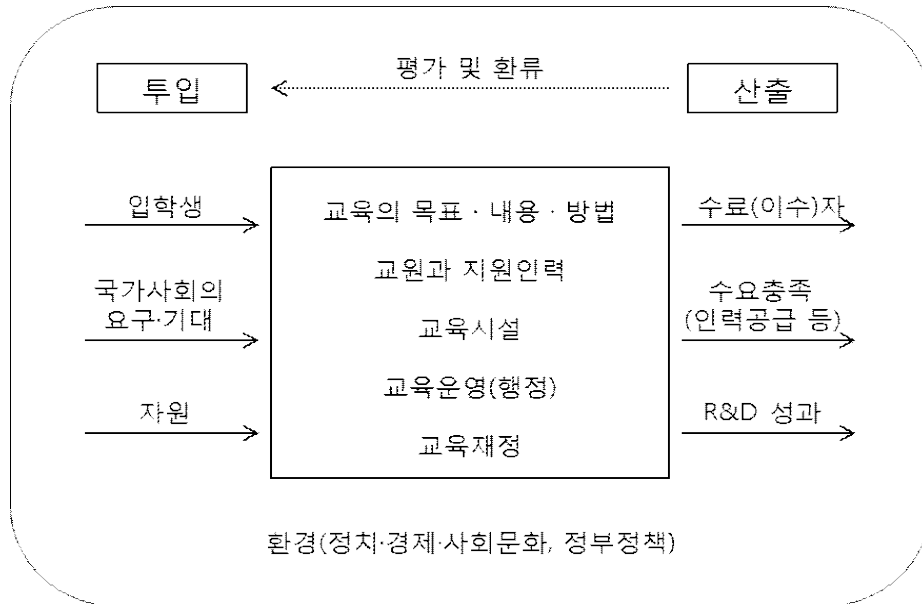 평가 및 환류
투입
산출
입학생
국가사회의
요구·기대
자원
교육의 목표 · 내용 · 방법
교원과 지원인력
교육시설
교육운영(행정)
교육재정
수료(이수)자
수요충족
(인력공급 등)
R&D 성과
환경(정치·경제·사회문화, 정부정책)